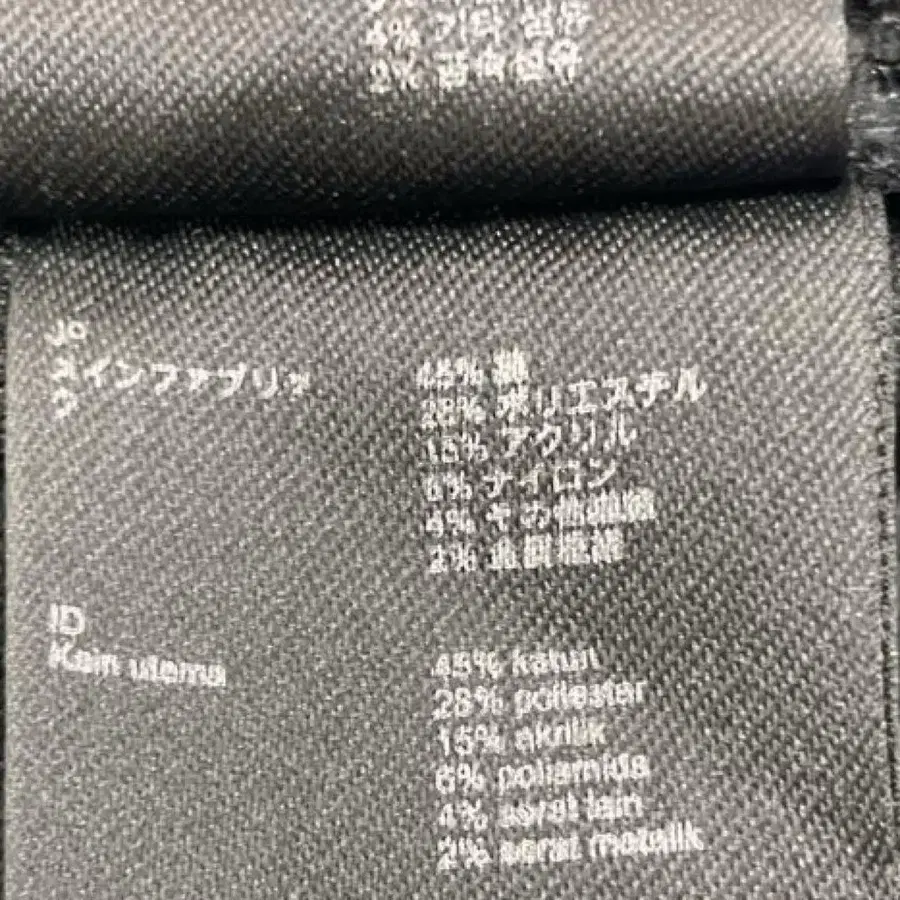 4% 기타 섬유
2% 금속섬유
JP
メインファブリッ
ク
45% 綿
28% ポリエステル
15% アクリル
6% ナイロン
4% その他繊維
2% 金属繊維
ID
Kain utama
45% katun
28% poliester
15% akrilik
6% poliamida
4% serat lain
2% serat metalik